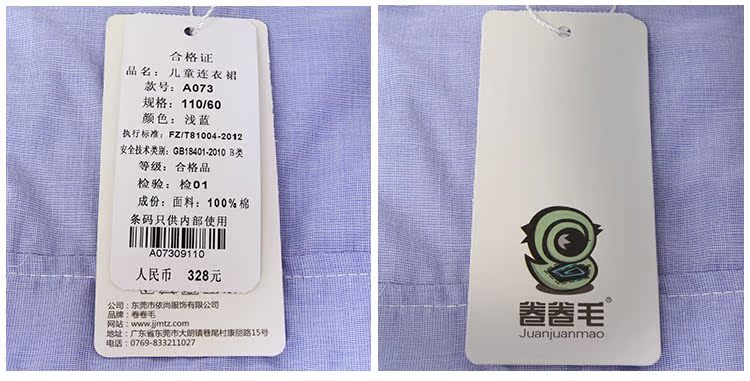 合格证
品名：儿童连衣裙
款号：A073
规格：110/60
颜色：浅蓝
执行标准：FZ/T81004-2012
安全技术类别：GB18401-2010 B类
等级：合格品
检验：检01
成份：面料：100%棉
条码只供内部使用
A07309110
人民币 328元
公司：东莞市依尚服饰有限公司
品牌：卷卷毛
网站：www.jjmtz.com
地址：广东省东莞市大朗镇巷尾村康丽路15号
电话：0769-833211027
卷卷毛®
Juanjuanmao